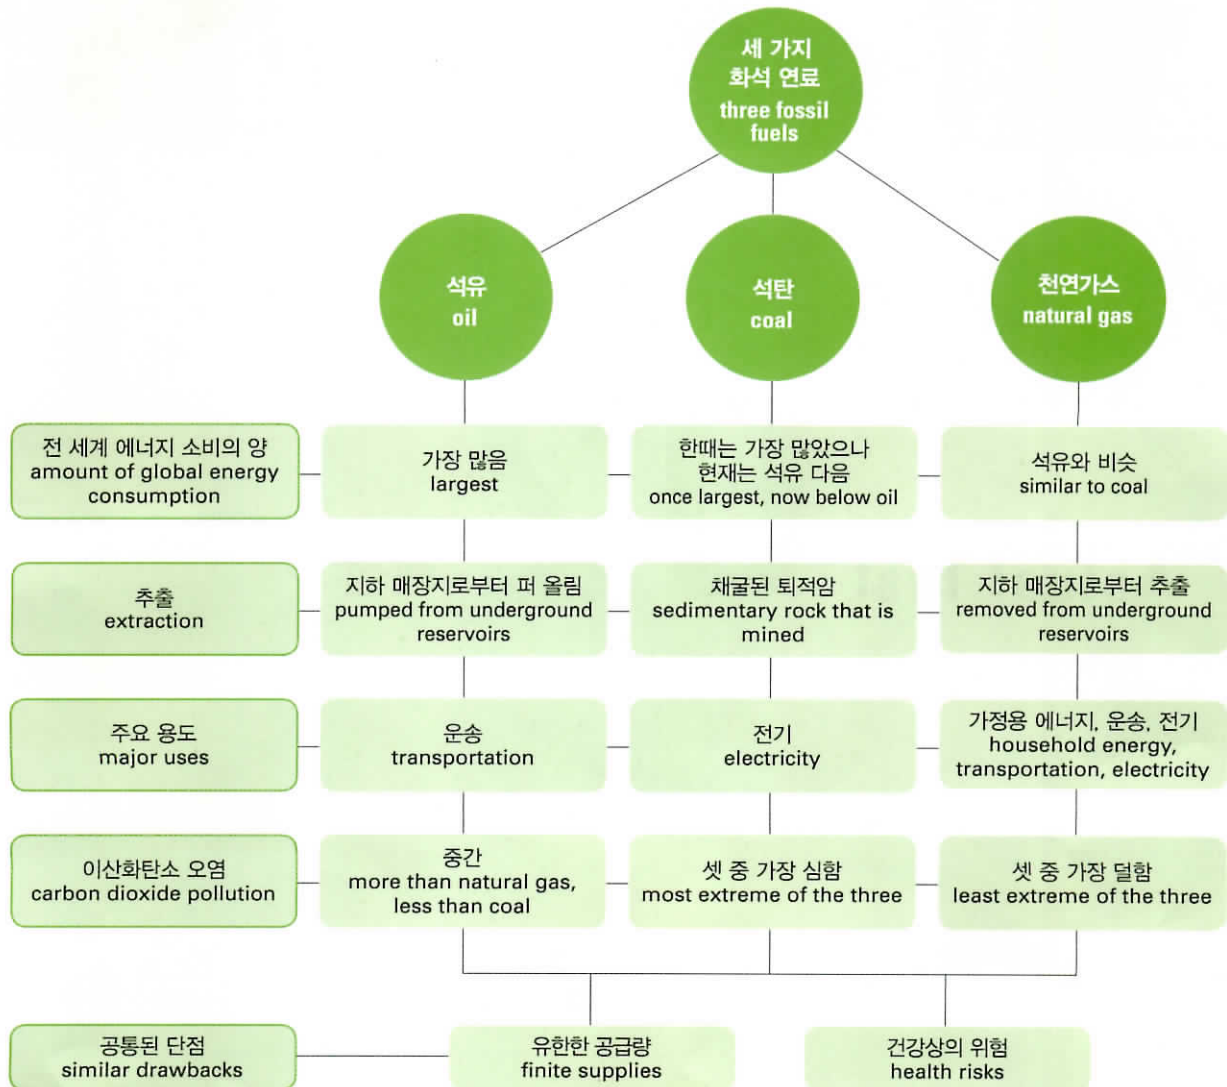 세 가지
화석 연료
three fossil
fuels
석유
oil
석탄
coal
천연가스
natural gas
전 세계 에너지 소비의 양
amount of global energy
consumption
가장 많음
largest
한때는 가장 많았으나
현재는 석유 다음
once largest, now below oil
석유와 비슷
similar to coal
추출
extraction
지하 매장지로부터 퍼 올림
pumped from underground
reservoirs
채굴된 퇴적암
sedimentary rock that is
mined
지하 매장지로부터 추출
removed from underground
reservoirs
주요 용도
major uses
운송
transportation
전기
electricity
가정용 에너지, 운송, 전기
household energy,
transportation, electricity
이산화탄소 오염
carbon dioxide pollution
중간
more than natural gas,
less than coal
셋 중 가장 심함
most extreme of the three
셋 중 가장 덜함
least extreme of the three
공통된 단점
similar drawbacks
유한한 공급량
finite supplies
건강상의 위험
health risks